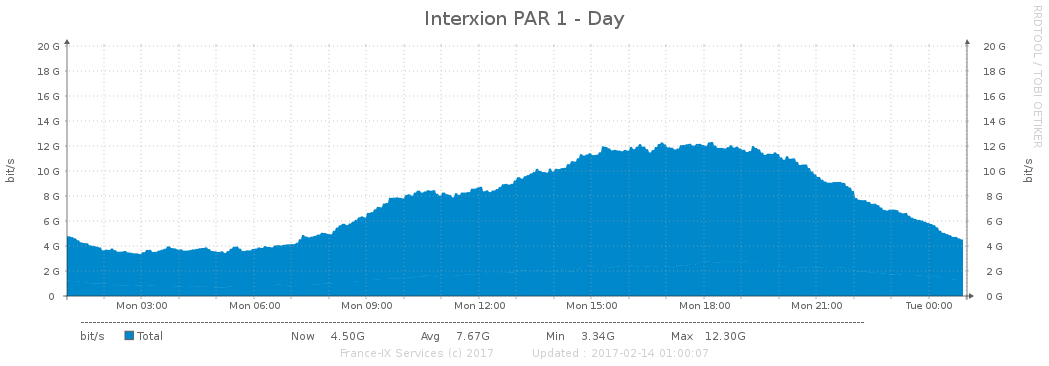 Interxion PAR 1 - Day
RRDTOOL / TOBI OETIKER
bit/s
20 G 20 G
18 G 18 G
16 G 16 G
14 G 14 G
12 G 12 G
10 G 10 G
8 G 8 G
6 G 6 G
4 G 4 G
2 G 2 G
0 0 G
bit/s
Mon 03:00 Mon 06:00 Mon 09:00 Mon 12:00 Mon 15:00 Mon 18:00 Mon 21:00 Tue 00:00
bit/s Total Now 4.50G Avg 7.67G Min 3.34G Max 12.30G
France-IX Services (c) 2017 Updated : 2017-02-14 01:00:07